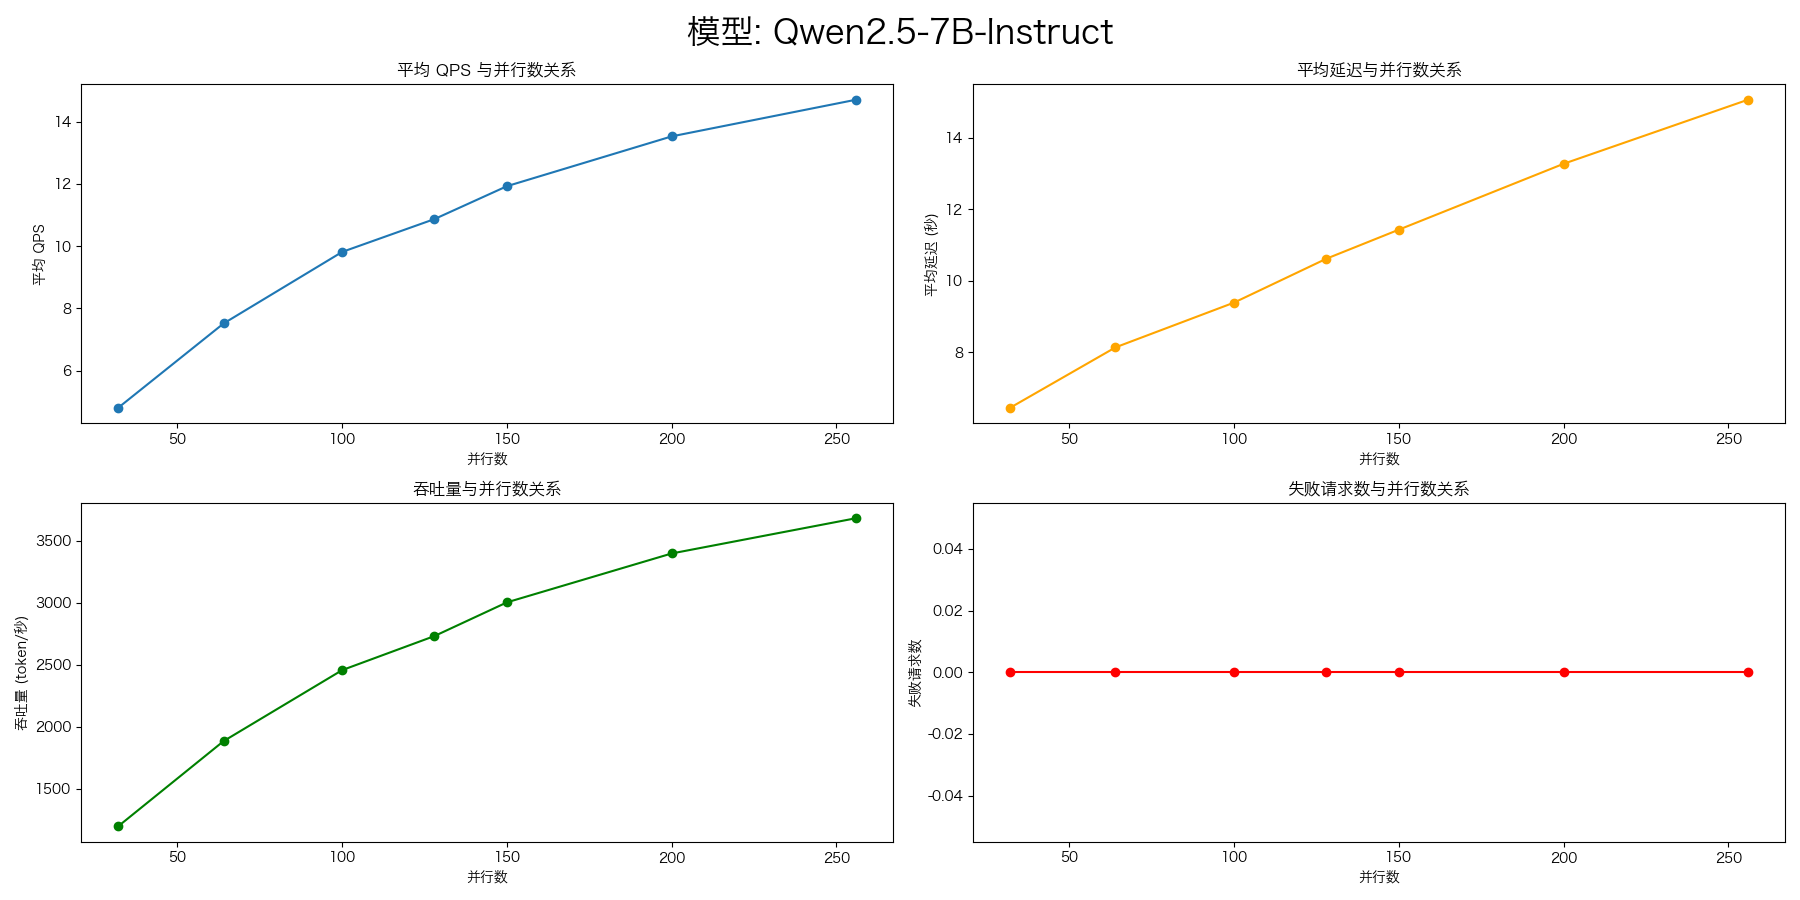 模型: Qwen2.5-7B-Instruct
平均 QPS 与并行数关系
平均 QPS
14
12
10
8
6
50 100 150 200 250
并行数
平均延迟与并行数关系
平均延迟 (秒)
14
12
10
8
50 100 150 200 250
并行数
吞吐量与并行数关系
吞吐量 (token/秒)
3500
3000
2500
2000
1500
50 100 150 200 250
并行数
失败请求数与并行数关系
失败请求数
0.04
0.02
0.00
-0.02
-0.04
50 100 150 200 250
并行数